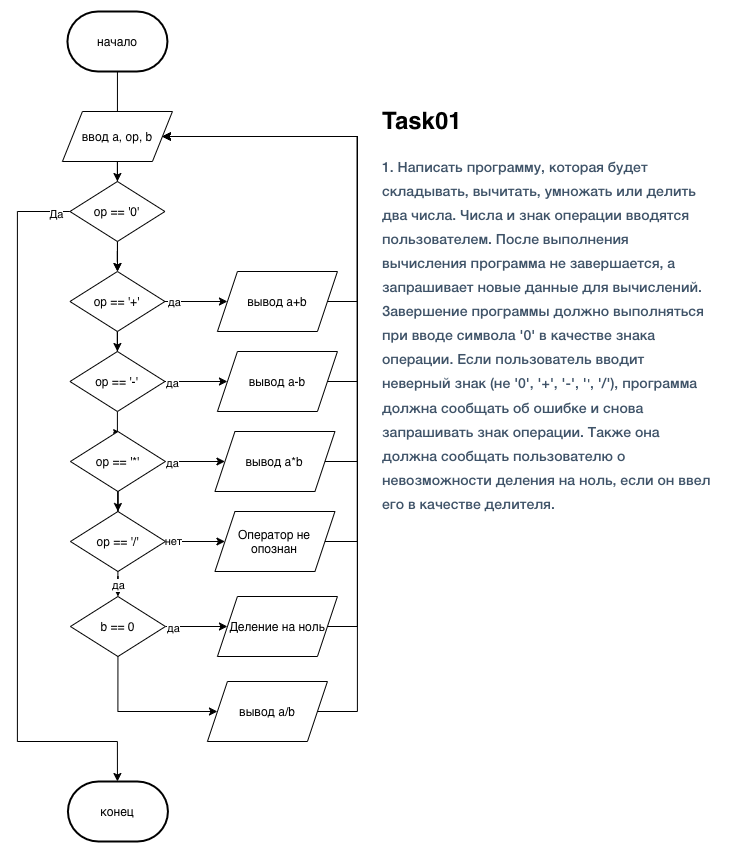 начало
ввод a, op, b
op == '0'
Да
op == '+'
да
вывод a+b
op == '-'
да
вывод a-b
op == '*'
да
вывод a*b
op == '/'
нет
Оператор не
опознан
да
b == 0
да
Деление на ноль
вывод a/b
конец
Task01
1. Написать программу, которая будет
складывать, вычитать, умножать или делить
два числа. Числа и знак операции вводятся
пользователем. После выполнения
вычисления программа не завершается, а
запрашивает новые данные для вычислений.
Завершение программы должно выполняться
при вводе символа '0' в качестве знака
операции. Если пользователь вводит
неверный знак (не '0', '+', '-', '', '/'), программа
должна сообщать об ошибке и снова
запрашивать знак операции. Также она
должна сообщать пользователю о
невозможности деления на ноль, если он ввел
его в качестве делителя.